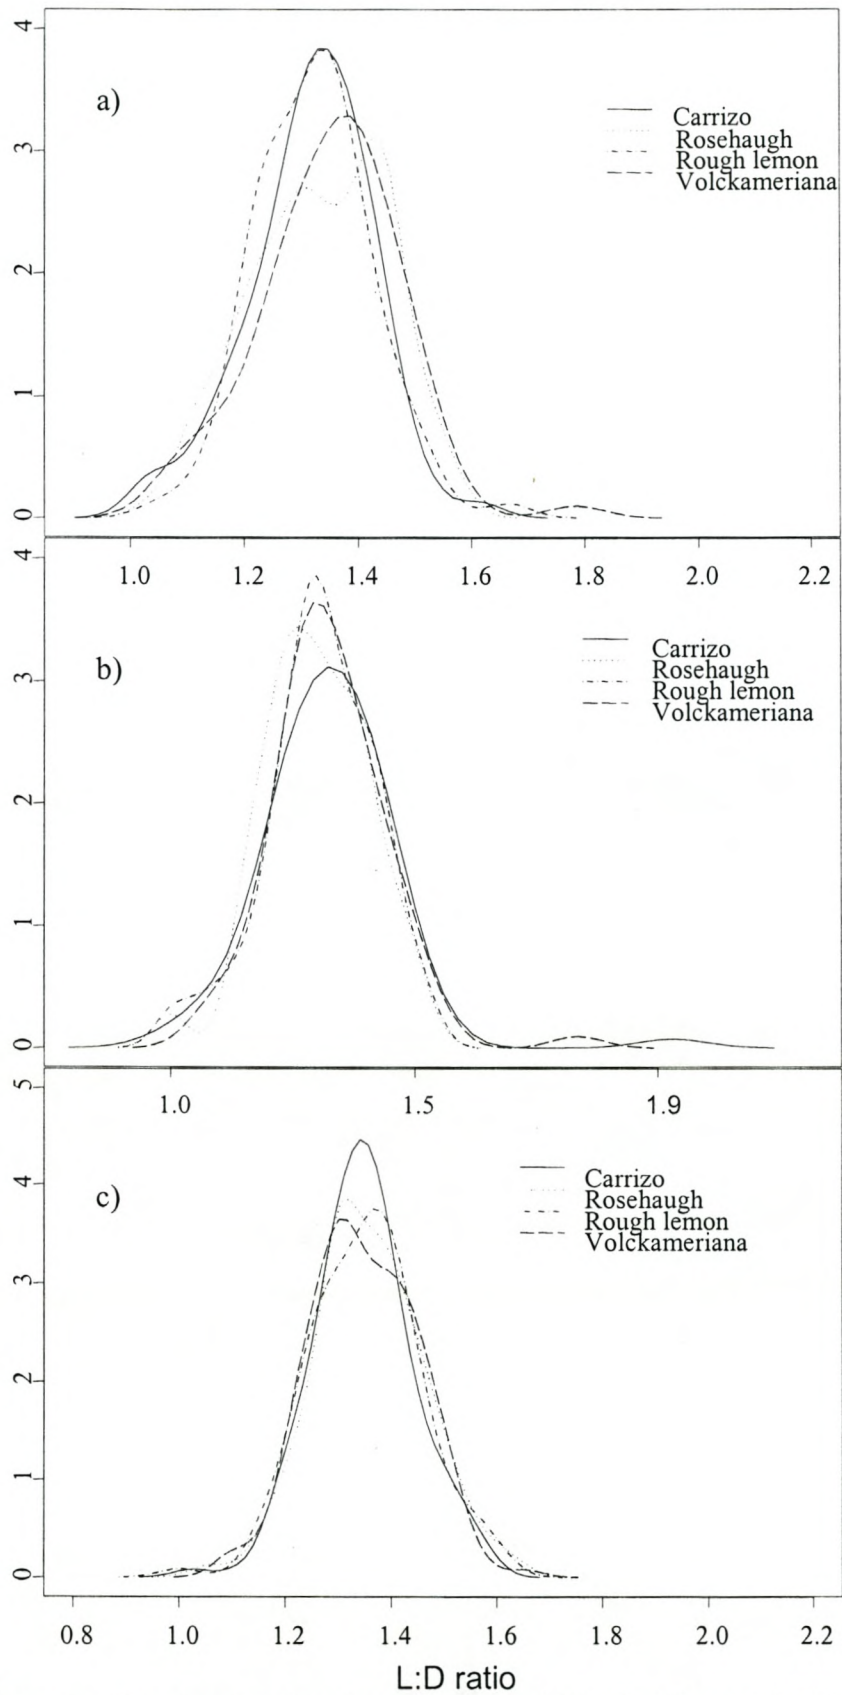 4
3
2
1
0
a)
Carrizo
Rosehaugh
Rough lemon
Volckameriana
1.0 1.2 1.4 1.6 1.8 2.0 2.2
4
3
2
1
0
b)
Carrizo
Rosehaugh
Rough lemon
Volckameriana
1.0 1.5 1.9
5
4
3
2
1
0
c)
Carrizo
Rosehaugh
Rough lemon
Volckameriana
0.8 1.0 1.2 1.4 1.6 1.8 2.0 2.2
L:D ratio